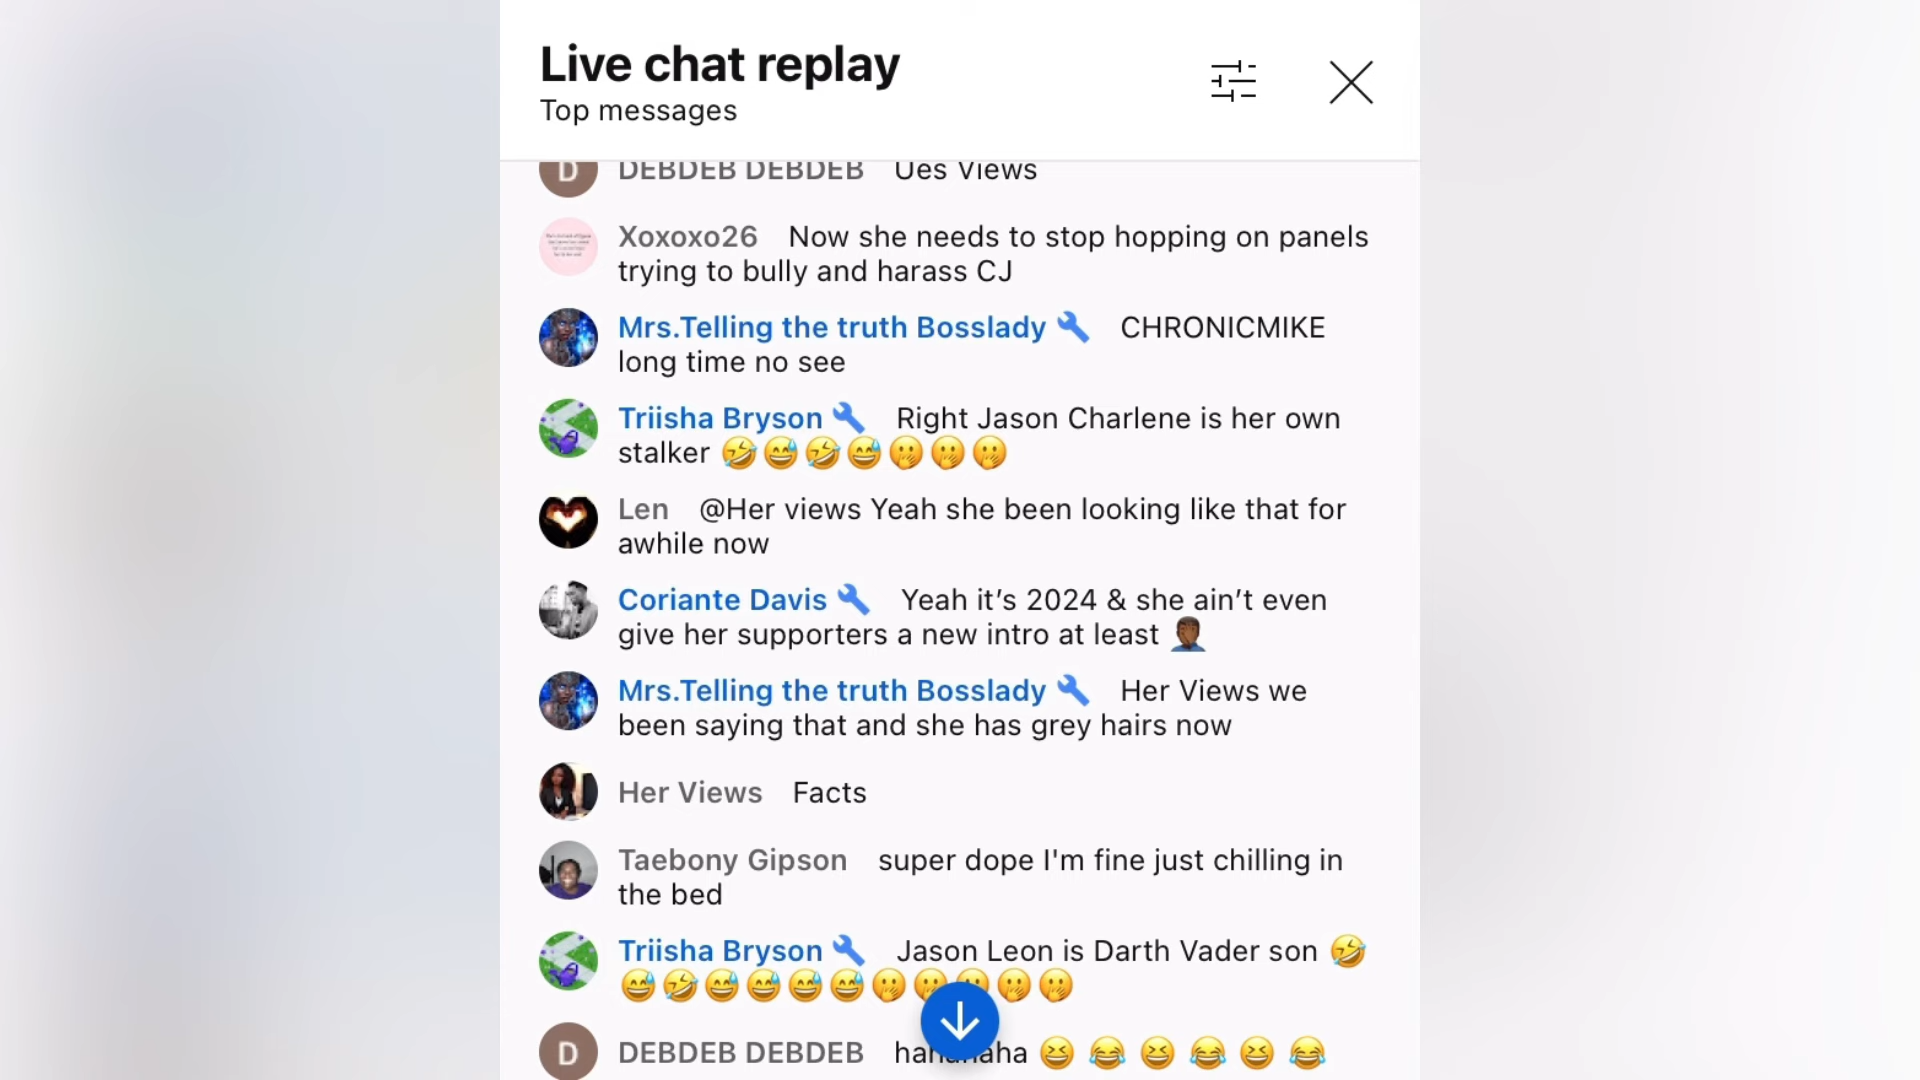 Live chat replay
Top messages
D DEBDEB DEBDEB Ues Views
Xoxoxo26 Now she needs to stop hopping on panels
trying to bully and harass CJ
Mrs.Telling the truth Bosslady 🔧 CHRONICMIKE
long time no see
Triisha Bryson 🔧 Right Jason Charlene is her own
stalker 🤣😅🤣😅🤭🤭🤭
Len @Her views Yeah she been looking like that for
awhile now
Coriante Davis 🔧 Yeah it’s 2024 & she ain’t even
give her supporters a new intro at least 🤦🏾‍♂️
Mrs.Telling the truth Bosslady 🔧 Her Views we
been saying that and she has grey hairs now
Her Views Facts
Taebony Gipson super dope I'm fine just chilling in
the bed
Triisha Bryson 🔧 Jason Leon is Darth Vader son 🤣
😅🤣😅😅😅😅🤭🤭🤭🤭🤭
D DEBDEB DEBDEB hahahaha 😆 😂 😆 😂 😆 😂